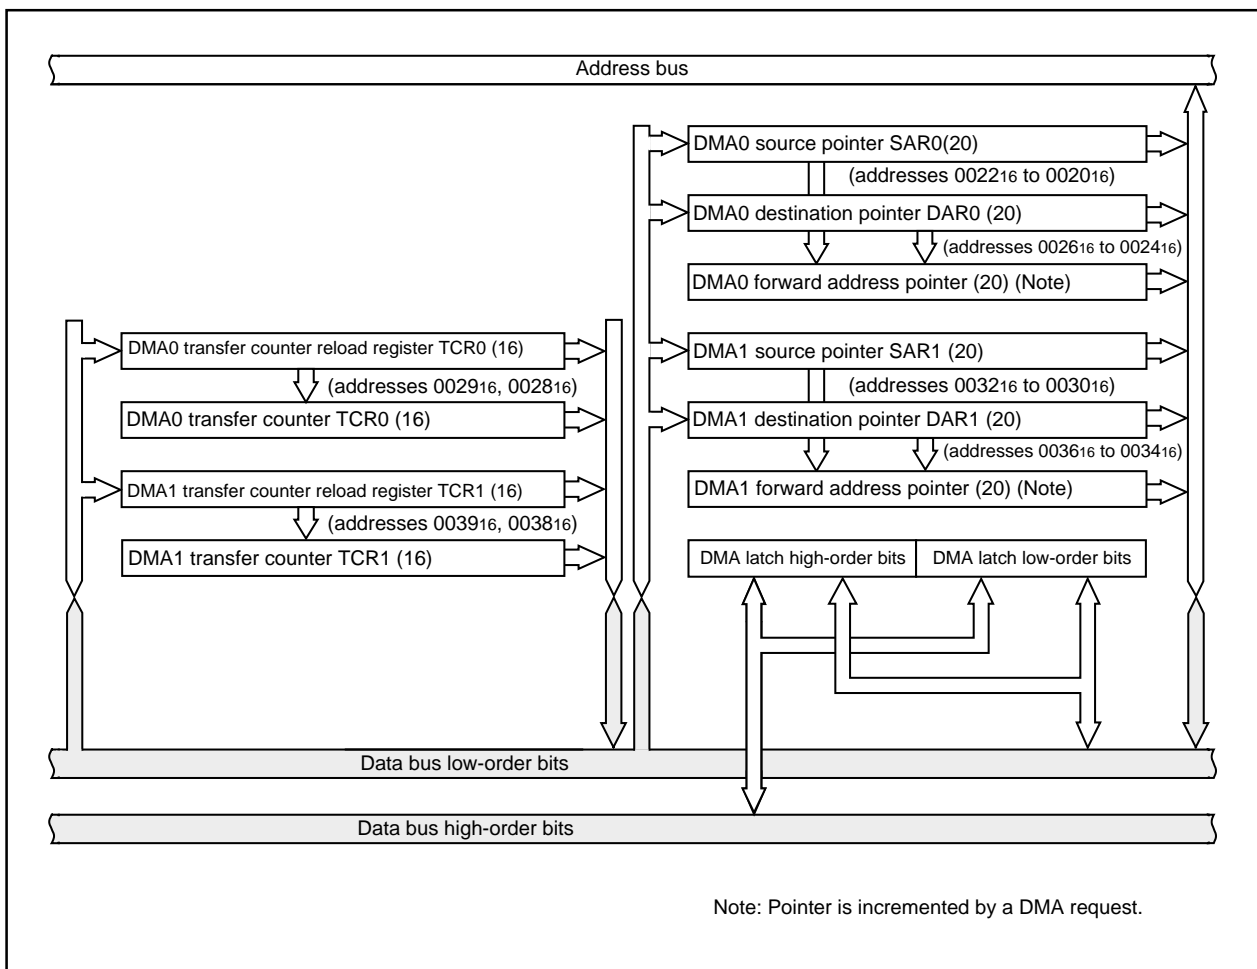 Address bus
DMA0 source pointer SAR0(20)
(addresses 002216 to 002016)
DMA0 destination pointer DAR0 (20)
(addresses 002616 to 002416)
DMA0 forward address pointer (20) (Note)
DMA0 transfer counter reload register TCR0 (16)
(addresses 002916, 002816)
DMA0 transfer counter TCR0 (16)
DMA1 transfer counter reload register TCR1 (16)
(addresses 003916, 003816)
DMA1 transfer counter TCR1 (16)
DMA1 source pointer SAR1 (20)
(addresses 003216 to 003016)
DMA1 destination pointer DAR1 (20)
(addresses 003616 to 003416)
DMA1 forward address pointer (20) (Note)
DMA latch high-order bits
DMA latch low-order bits
Data bus low-order bits
Data bus high-order bits
Note: Pointer is incremented by a DMA request.